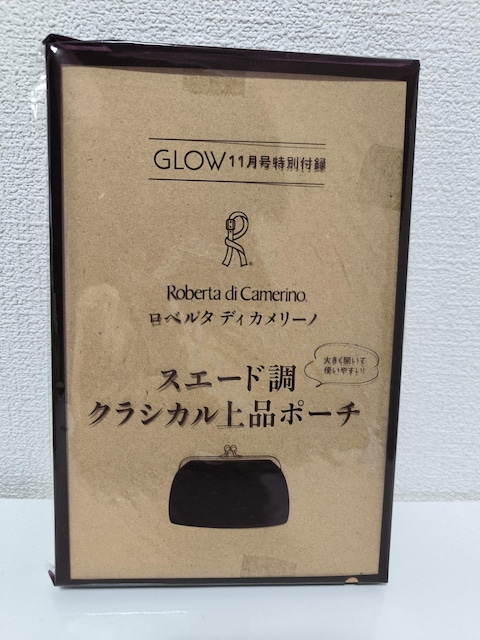 GLOW 11月号特別付録
R
Roberta di Camerino®
ロベルタ ディ カメリーノ
大きく開いて
使いやすい!
スエード調
クラシカル上品ポーチ